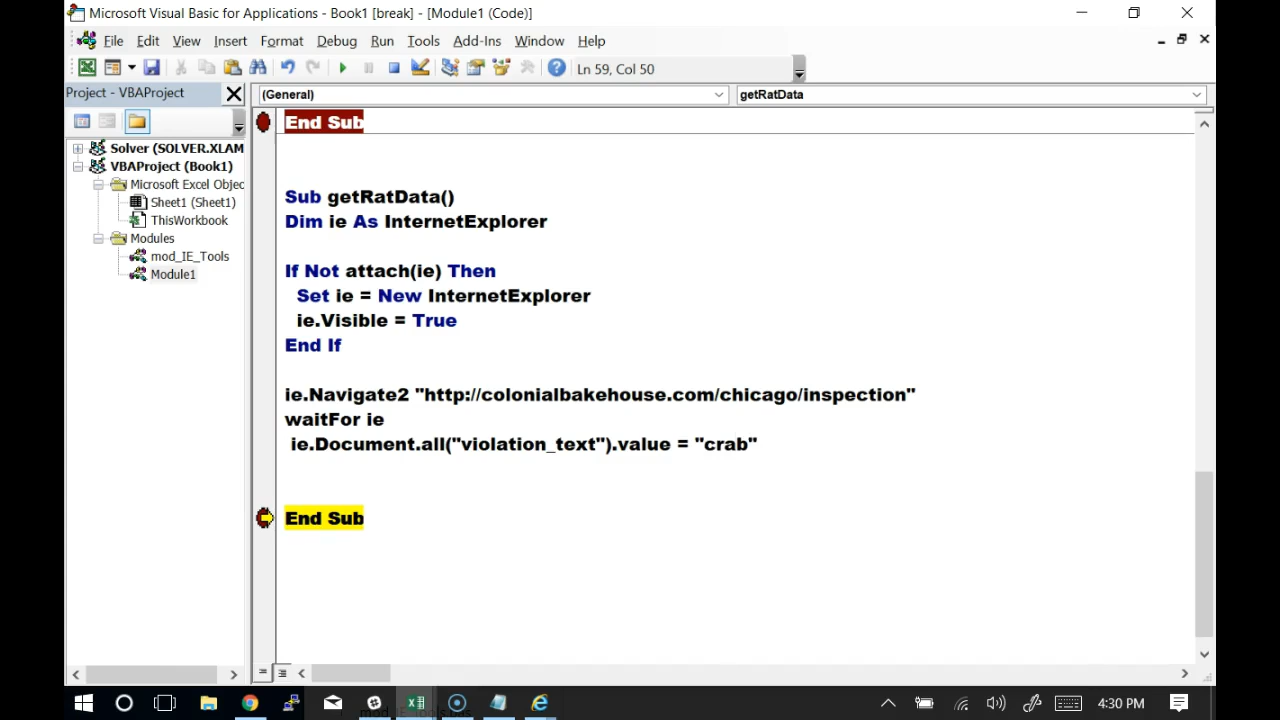 Microsoft Visual Basic for Applications - Book1 [break] - [Module1 (Code)]
File Edit View Insert Format Debug Run Tools Add-Ins Window Help
Ln 59, Col 50
Project - VBAProject
(General) getRatData
Solver (SOLVER.XLAM
VBAProject (Book1)
Microsoft Excel Objec
Sheet1 (Sheet1)
ThisWorkbook
Modules
mod_IE_Tools
Module1
End Sub
Sub getRatData()
Dim ie As InternetExplorer
If Not attach(ie) Then
Set ie = New InternetExplorer
ie.Visible = True
End If
ie.Navigate2 "http://colonialbakehouse.com/chicago/inspection"
waitFor ie
ie.Document.all("violation_text").value = "crab"
End Sub
4:30 PM